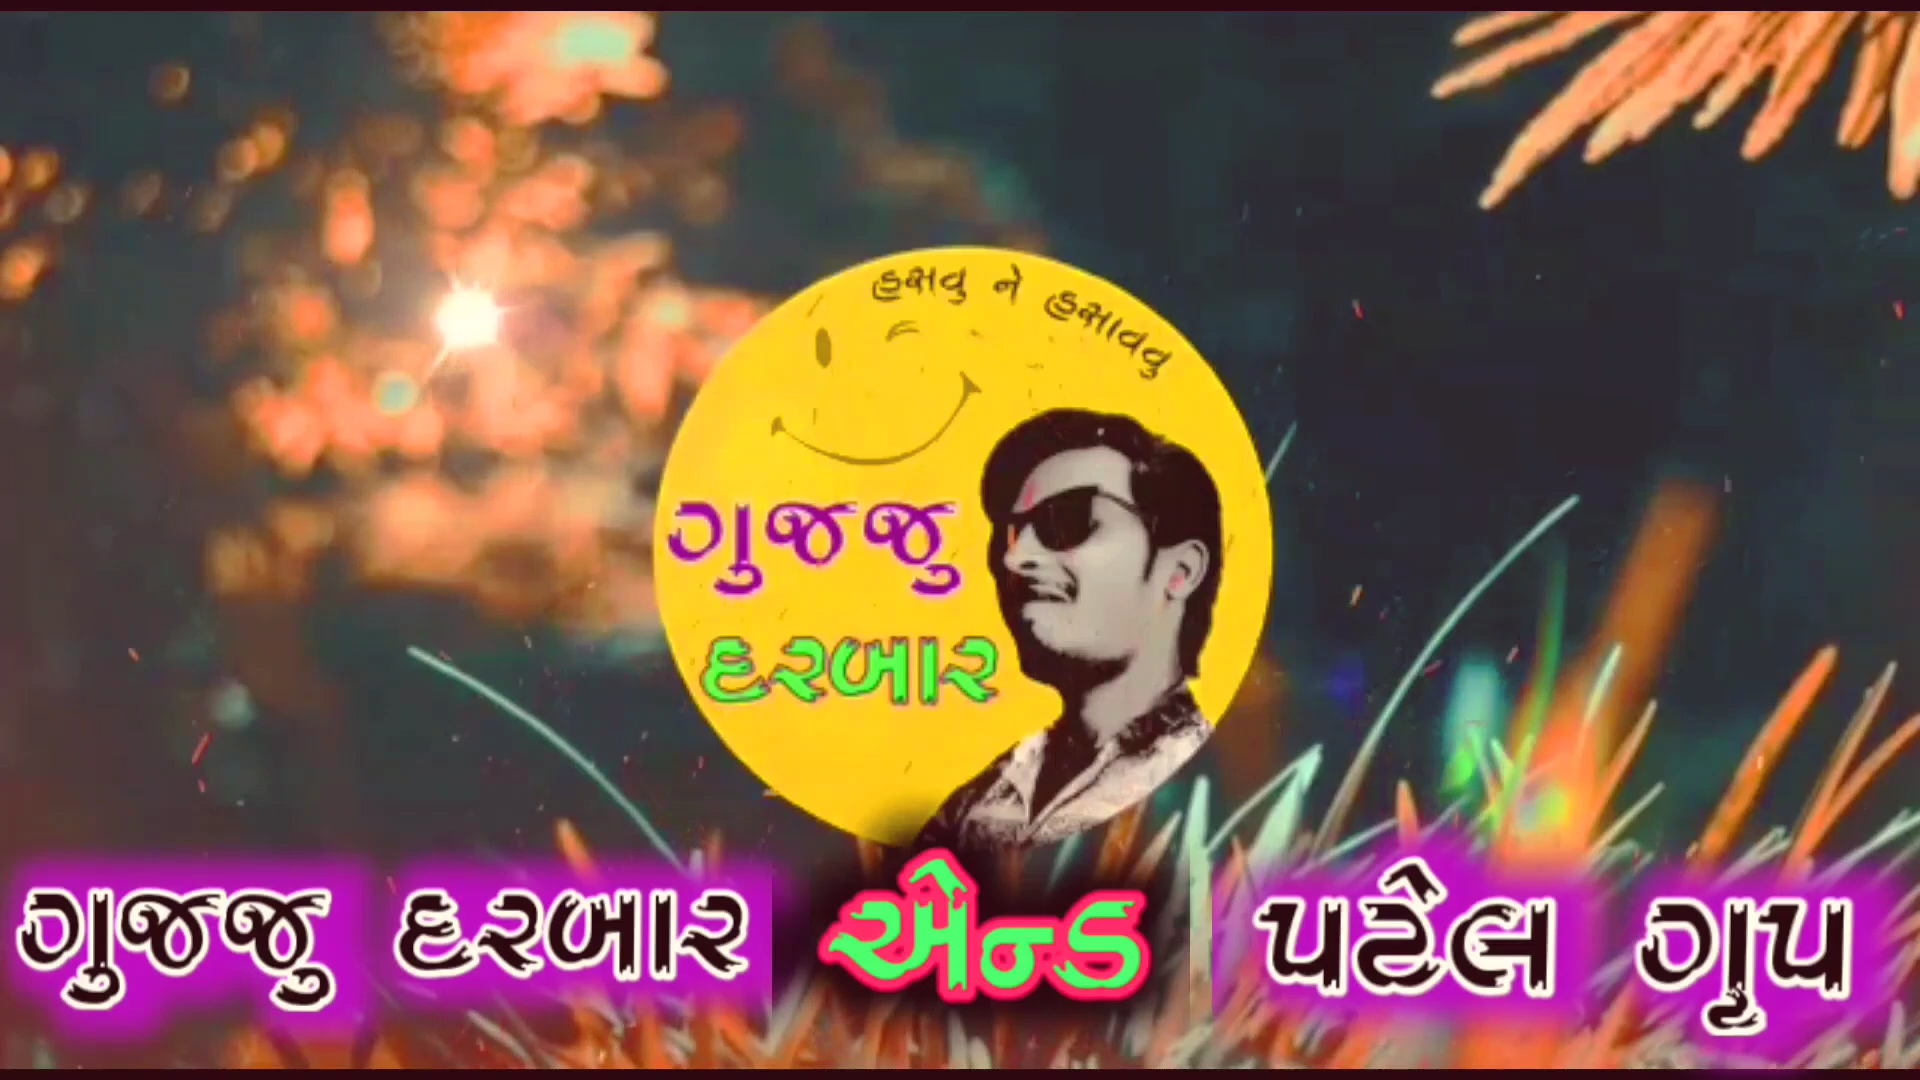 હસવુ ને હસાવવુ
ગુજજુ
દરબાર
ગુજજુ દરબાર એન્ડ પટેલ ગૃપ